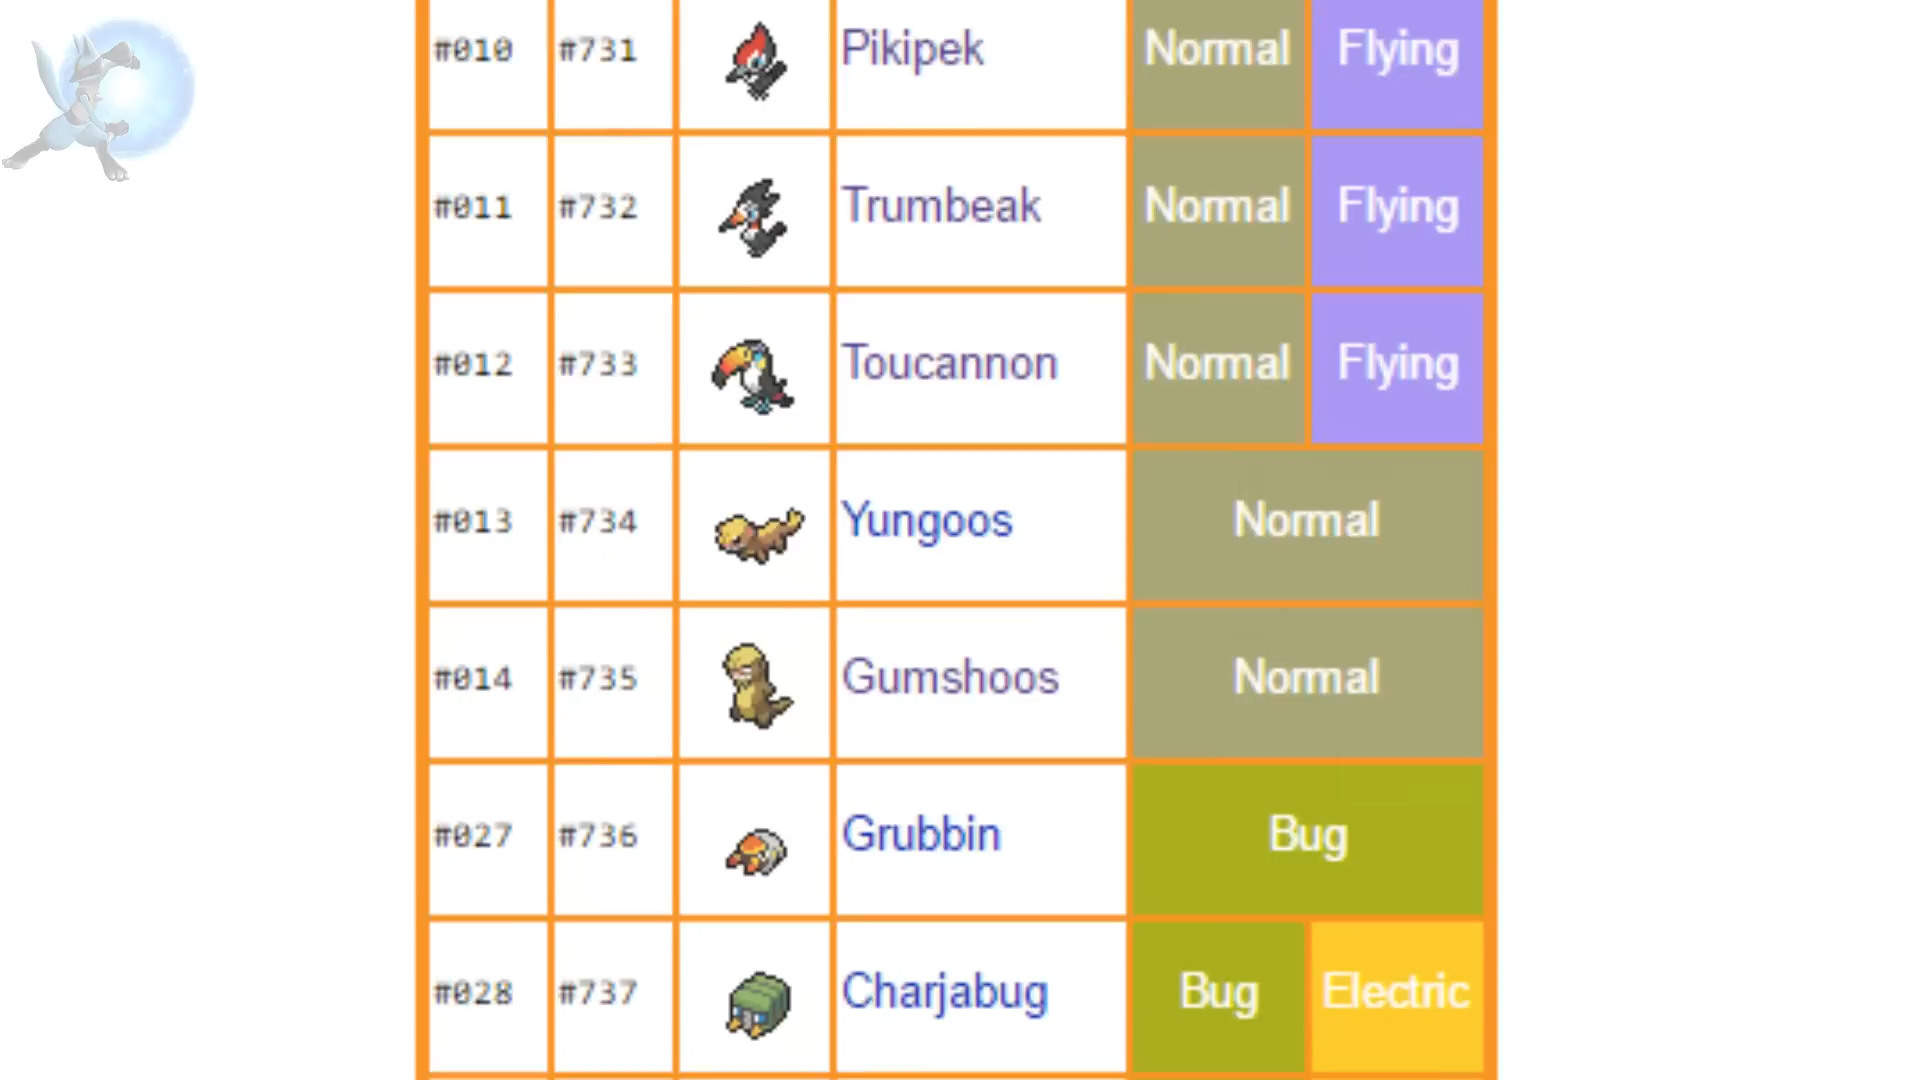 #010 #731 Pikipek Normal Flying
#011 #732 Trumbeak Normal Flying
#012 #733 Toucannon Normal Flying
#013 #734 Yungoos Normal
#014 #735 Gumshoos Normal
#027 #736 Grubbin Bug
#028 #737 Charjabug Bug Electric